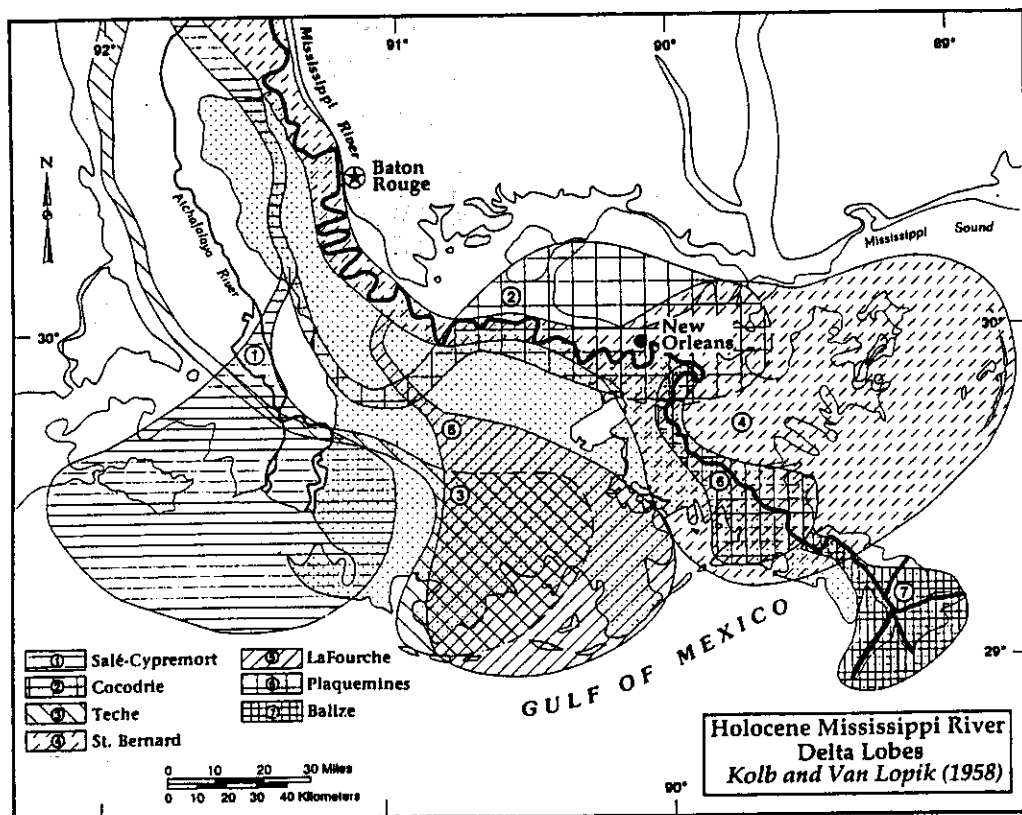 92°
91°
90°
89°
Mississippi River
N
Baton
Rouge
Atchafalaya River
Mississippi Sound
30°
30°
2
New
Orleans
1
4
5
3
6
7
GULF OF MEXICO
29°
1 Salé-Cypremort
2 Cocodrie
3 Teche
4 St. Bernard
5 LaFourche
6 Plaquemines
7 Balize
0 10 20 30 Miles
0 10 20 30 40 Kilometers
90°
Holocene Mississippi River
Delta Lobes
Kolb and Van Lopik (1958)